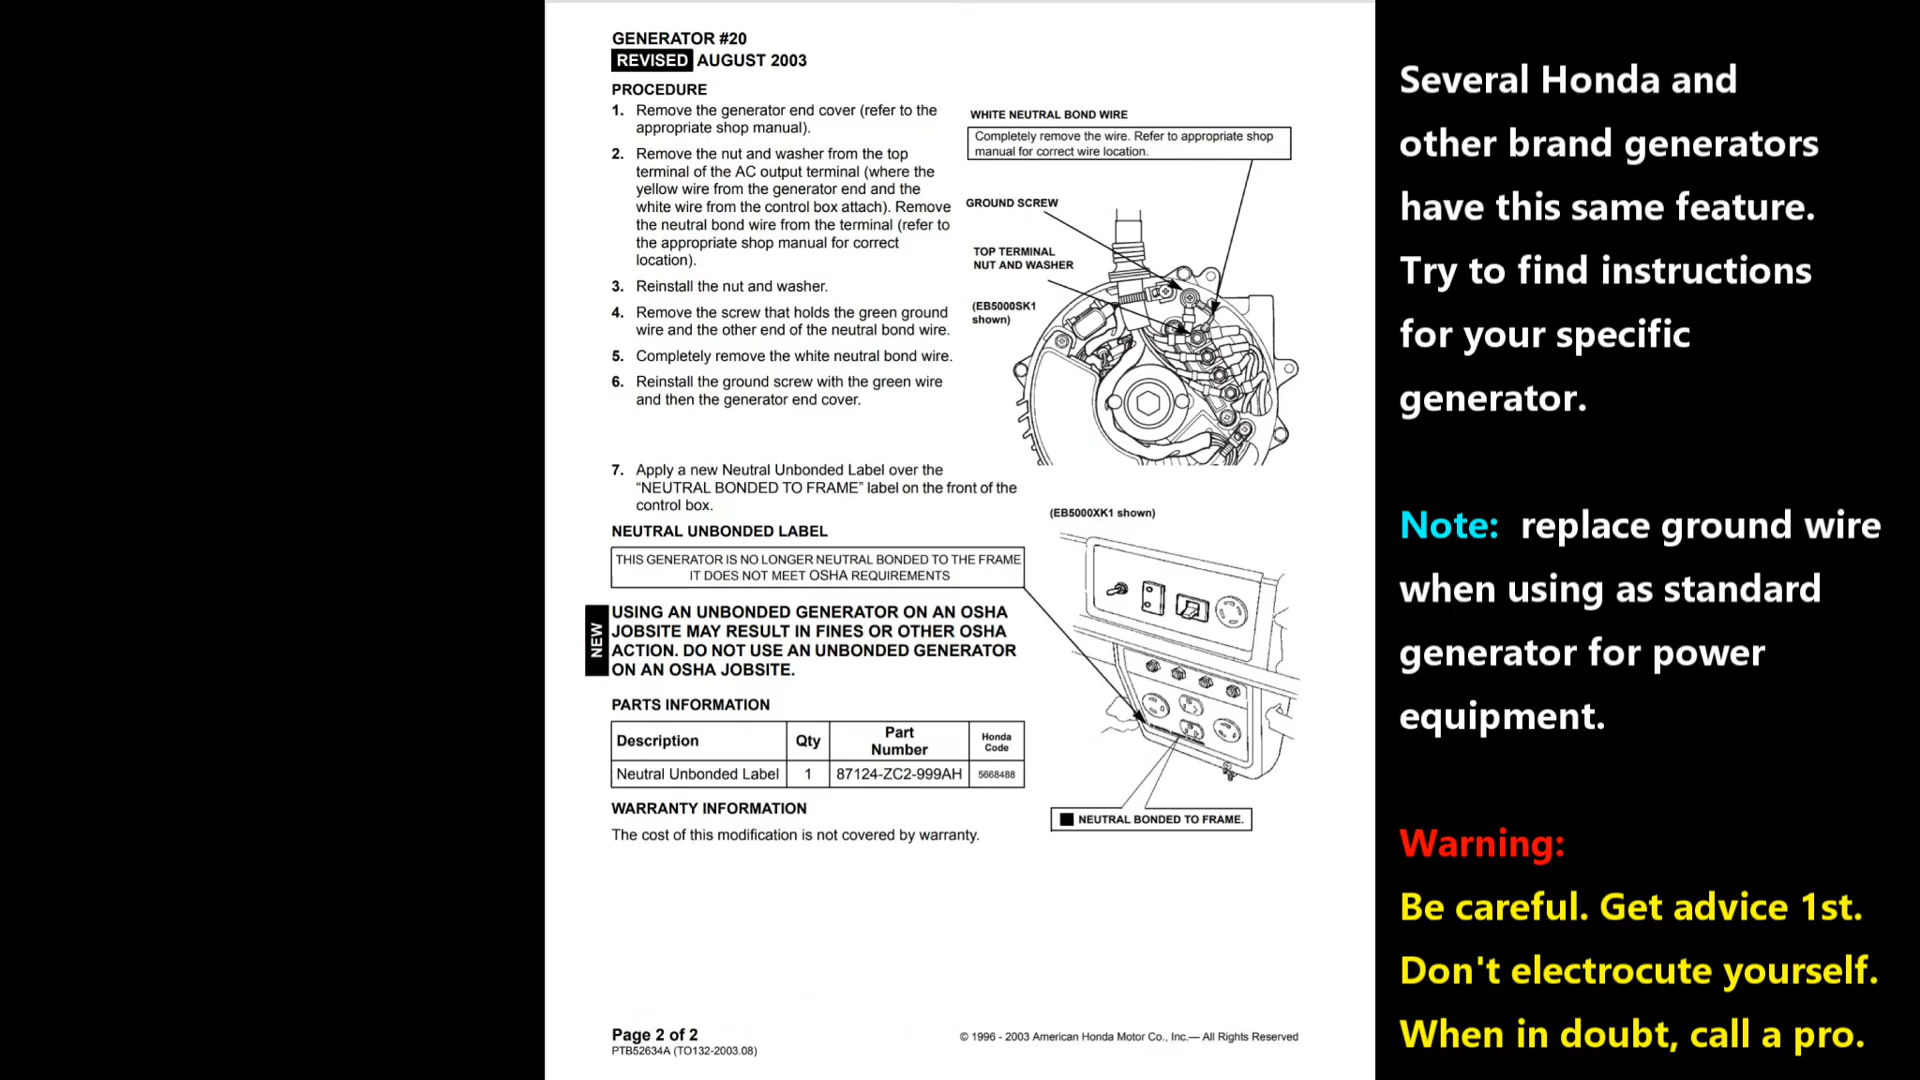 GENERATOR #20
REVISED AUGUST 2003
PROCEDURE
1. Remove the generator end cover (refer to the
appropriate shop manual).
2. Remove the nut and washer from the top
terminal of the AC output terminal (where the
yellow wire from the generator end and the
white wire from the control box attach). Remove
the neutral bond wire from the terminal (refer to
the appropriate shop manual for correct
location).
3. Reinstall the nut and washer.
4. Remove the screw that holds the green ground
wire and the other end of the neutral bond wire.
5. Completely remove the white neutral bond wire.
6. Reinstall the ground screw with the green wire
and then the generator end cover.
WHITE NEUTRAL BOND WIRE
Completely remove the wire. Refer to appropriate shop
manual for correct wire location.
GROUND SCREW
TOP TERMINAL
NUT AND WASHER
(EB5000SK1
shown)
7. Apply a new Neutral Unbonded Label over the
“NEUTRAL BONDED TO FRAME” label on the front of the
control box.
NEUTRAL UNBONDED LABEL
THIS GENERATOR IS NO LONGER NEUTRAL BONDED TO THE FRAME
IT DOES NOT MEET OSHA REQUIREMENTS
NEW
USING AN UNBONDED GENERATOR ON AN OSHA
JOBSITE MAY RESULT IN FINES OR OTHER OSHA
ACTION. DO NOT USE AN UNBONDED GENERATOR
ON AN OSHA JOBSITE.
(EB5000XK1 shown)
NEUTRAL BONDED TO FRAME.
PARTS INFORMATION
Description Qty Part Number Honda Code
Neutral Unbonded Label 1 87124-ZC2-999AH 5668488
WARRANTY INFORMATION
The cost of this modification is not covered by warranty.
Page 2 of 2
PTB52634A (TO132-2003.08)
© 1996 - 2003 American Honda Motor Co., Inc.— All Rights Reserved
Several Honda and
other brand generators
have this same feature.
Try to find instructions
for your specific
generator.
Note: replace ground wire
when using as standard
generator for power
equipment.
Warning:
Be careful. Get advice 1st.
Don't electrocute yourself.
When in doubt, call a pro.